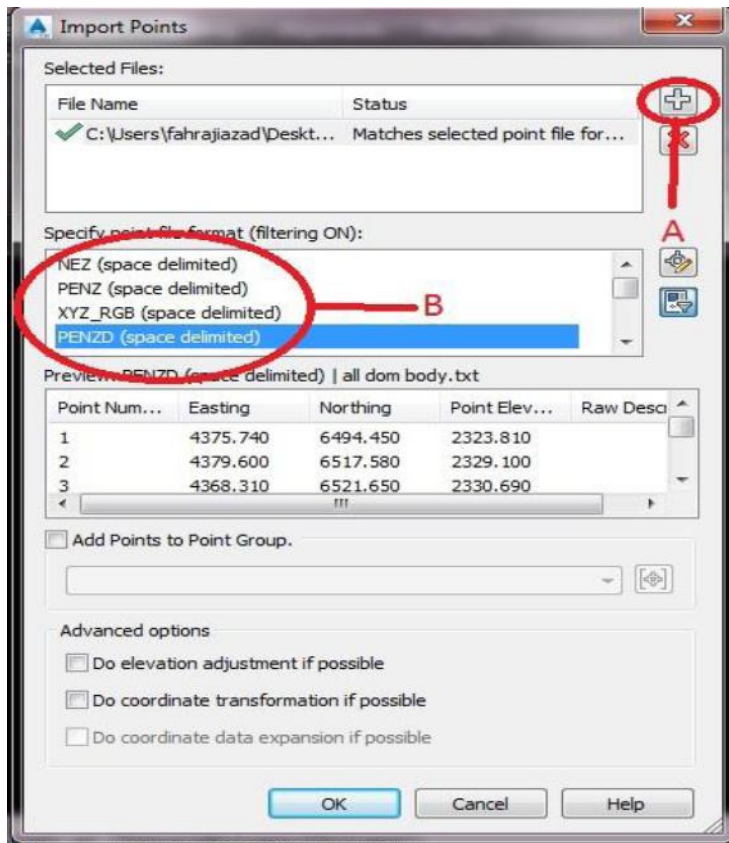 Import Points
Selected Files:
File Name Status
C:\Users\fahrajiazad\Deskt... Matches selected point file for...
A
Specify point file format (filtering ON):
NEZ (space delimited)
PENZ (space delimited)
XYZ_RGB (space delimited)
B
PENZD (space delimited)
Preview: PENZD (space delimited) | all dom body.txt
Point Num... Easting Northing Point Elev... Raw Descr
1 4375.740 6494.450 2323.810
2 4379.600 6517.580 2329.100
3 4368.310 6521.650 2330.690
Add Points to Point Group.
Advanced options
Do elevation adjustment if possible
Do coordinate transformation if possible
Do coordinate data expansion if possible
OK Cancel Help